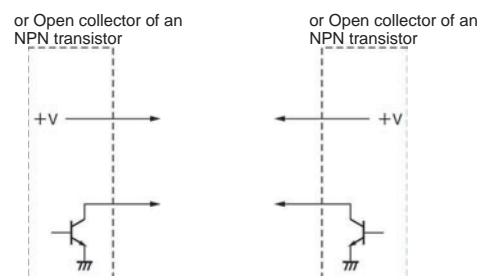 or Open collector of an
NPN transistor
or Open collector of an
NPN transistor
+V
+V